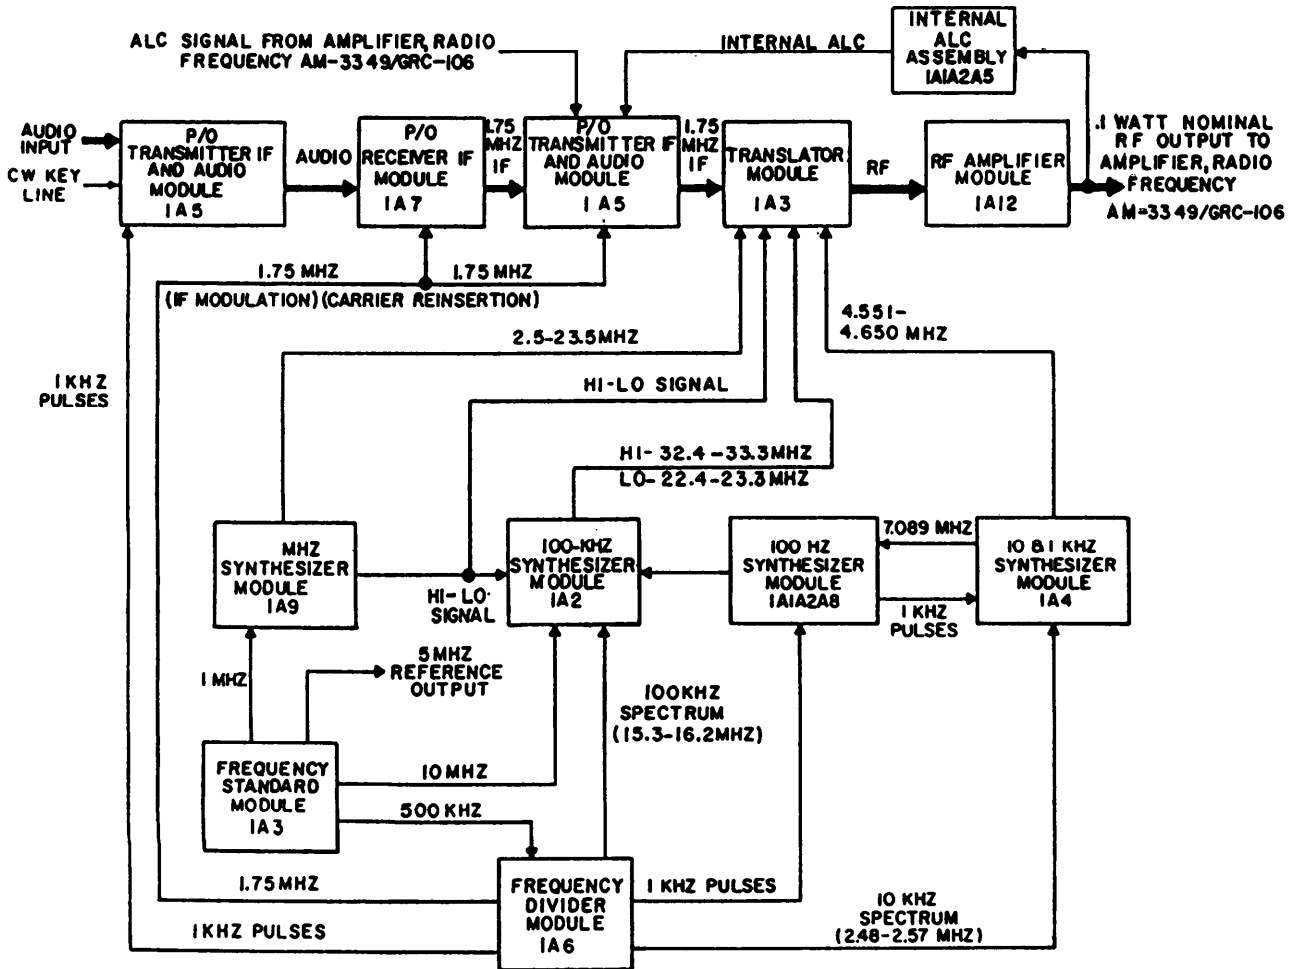 ALC SIGNAL FROM AMPLIFIER, RADIO
FREQUENCY AM-3349/GRC-106
INTERNAL ALC
INTERNAL
ALC
ASSEMBLY
1A1A2A5
AUDIO
INPUT
CW KEY
LINE
P/O
TRANSMITTER IF
AND AUDIO
MODULE
1A5
AUDIO
P/O
RECEIVER IF
MODULE
1A7
1.75
MHZ
IF
P/O
TRANSMITTER IF
AND AUDIO
MODULE
1A5
1.75
MHZ
IF
TRANSLATOR
MODULE
1A3
RF
RF AMPLIFIER
MODULE
1A12
.1 WATT NOMINAL
RF OUTPUT TO
AMPLIFIER, RADIO
FREQUENCY
AM-3349/GRC-106
1.75 MHZ
1.75 MHZ
(IF MODULATION) (CARRIER REINSERTION)
2.5-23.5MHZ
4.551-
4.650 MHZ
1 KHZ
PULSES
HI-LO SIGNAL
HI- 32.4-33.3MHZ
LO-22.4-23.3MHZ
MHZ
SYNTHESIZER
MODULE
1A9
HI-LO
SIGNAL
100-KHZ
SYNTHESIZER
MODULE
1A2
100 HZ
SYNTHESIZER
MODULE
1A1A2A8
7.089 MHZ
1 KHZ
PULSES
10 & 1 KHZ
SYNTHESIZER
MODULE
1A4
1 MHZ
5 MHZ
REFERENCE
OUTPUT
100KHZ
SPECTRUM
(15.3-16.2MHZ)
FREQUENCY
STANDARD
MODULE
1A3
10 MHZ
500 KHZ
1.75MHZ
1 KHZ PULSES
FREQUENCY
DIVIDER
MODULE
1A6
1 KHZ PULSES
10 KHZ
SPECTRUM
(2.48-2.57 MHZ)